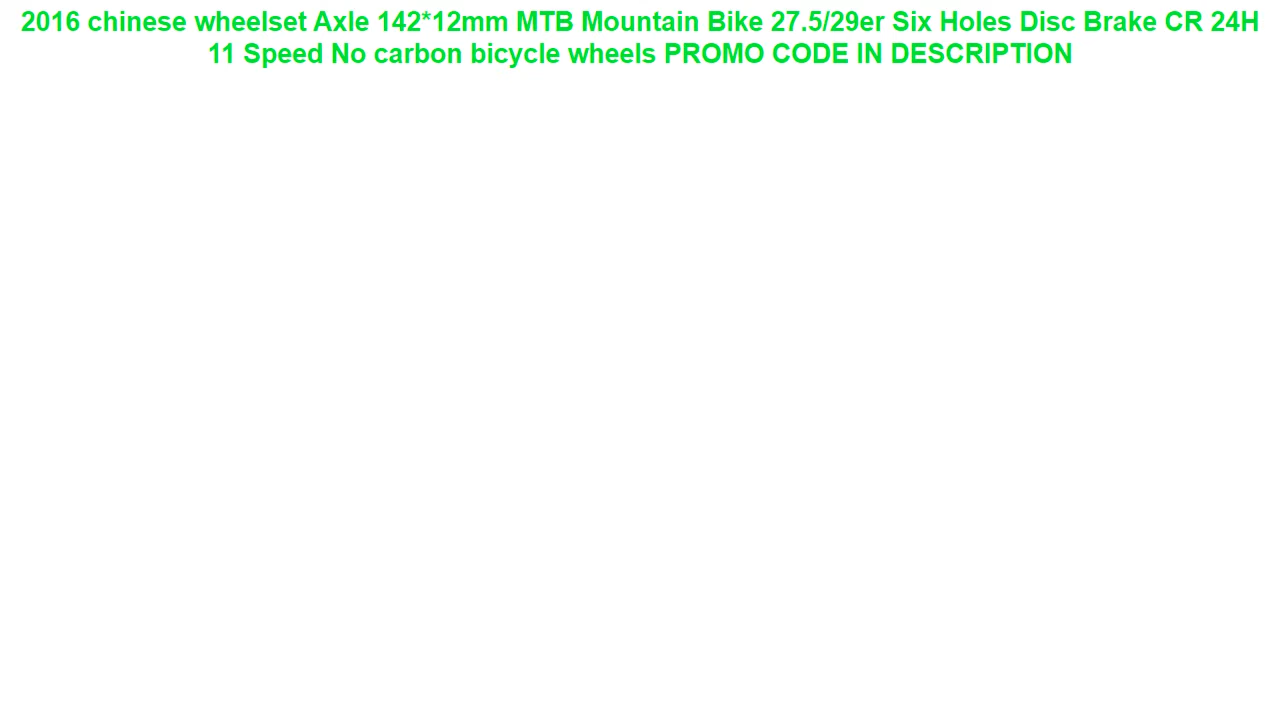 2016 chinese wheelset Axle 142*12mm MTB Mountain Bike 27.5/29er Six Holes Disc Brake CR 24H
11 Speed No carbon bicycle wheels PROMO CODE IN DESCRIPTION